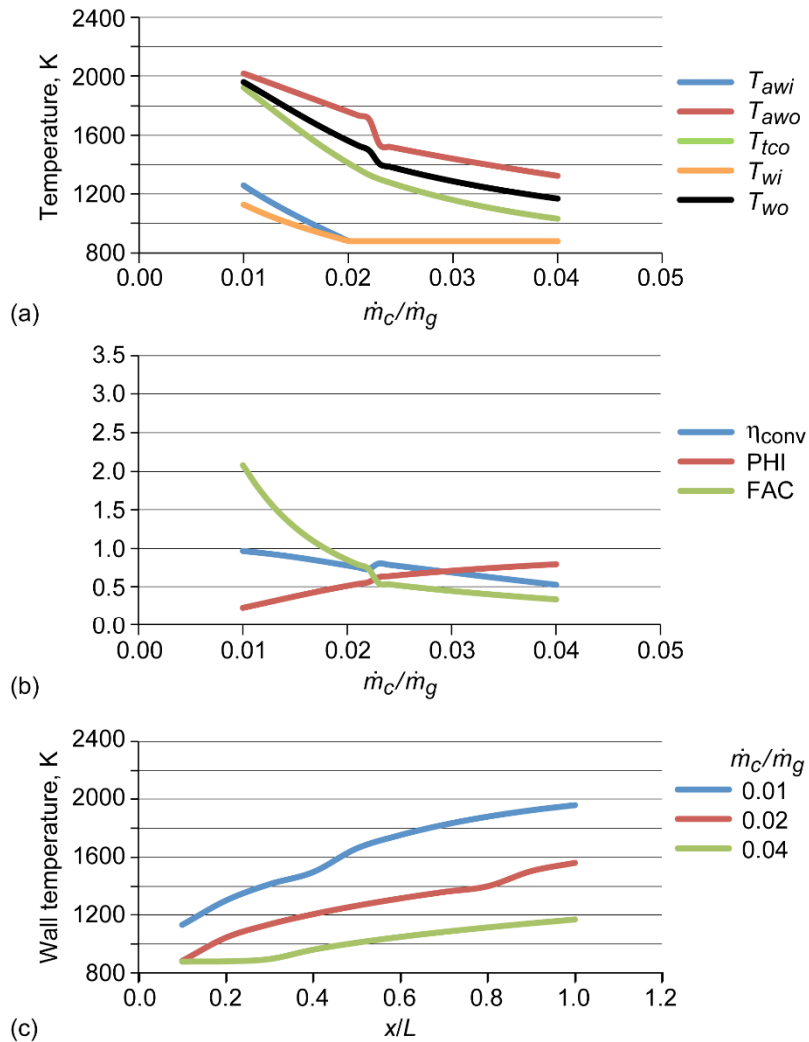 2400
2000
1600
1200
800
Temperature, K
0.00 0.01 0.02 0.03 0.04 0.05
ṁc/ṁg
Tawi
Tawo
Ttco
Twi
Two
(a)
3.5
3.0
2.5
2.0
1.5
1.0
0.5
0.0
0.00 0.01 0.02 0.03 0.04 0.05
ṁc/ṁg
ηconv
PHI
FAC
(b)
2400
2000
1600
1200
800
Wall temperature, K
0.0 0.2 0.4 0.6 0.8 1.0 1.2
x/L
ṁc/ṁg
0.01
0.02
0.04
(c)